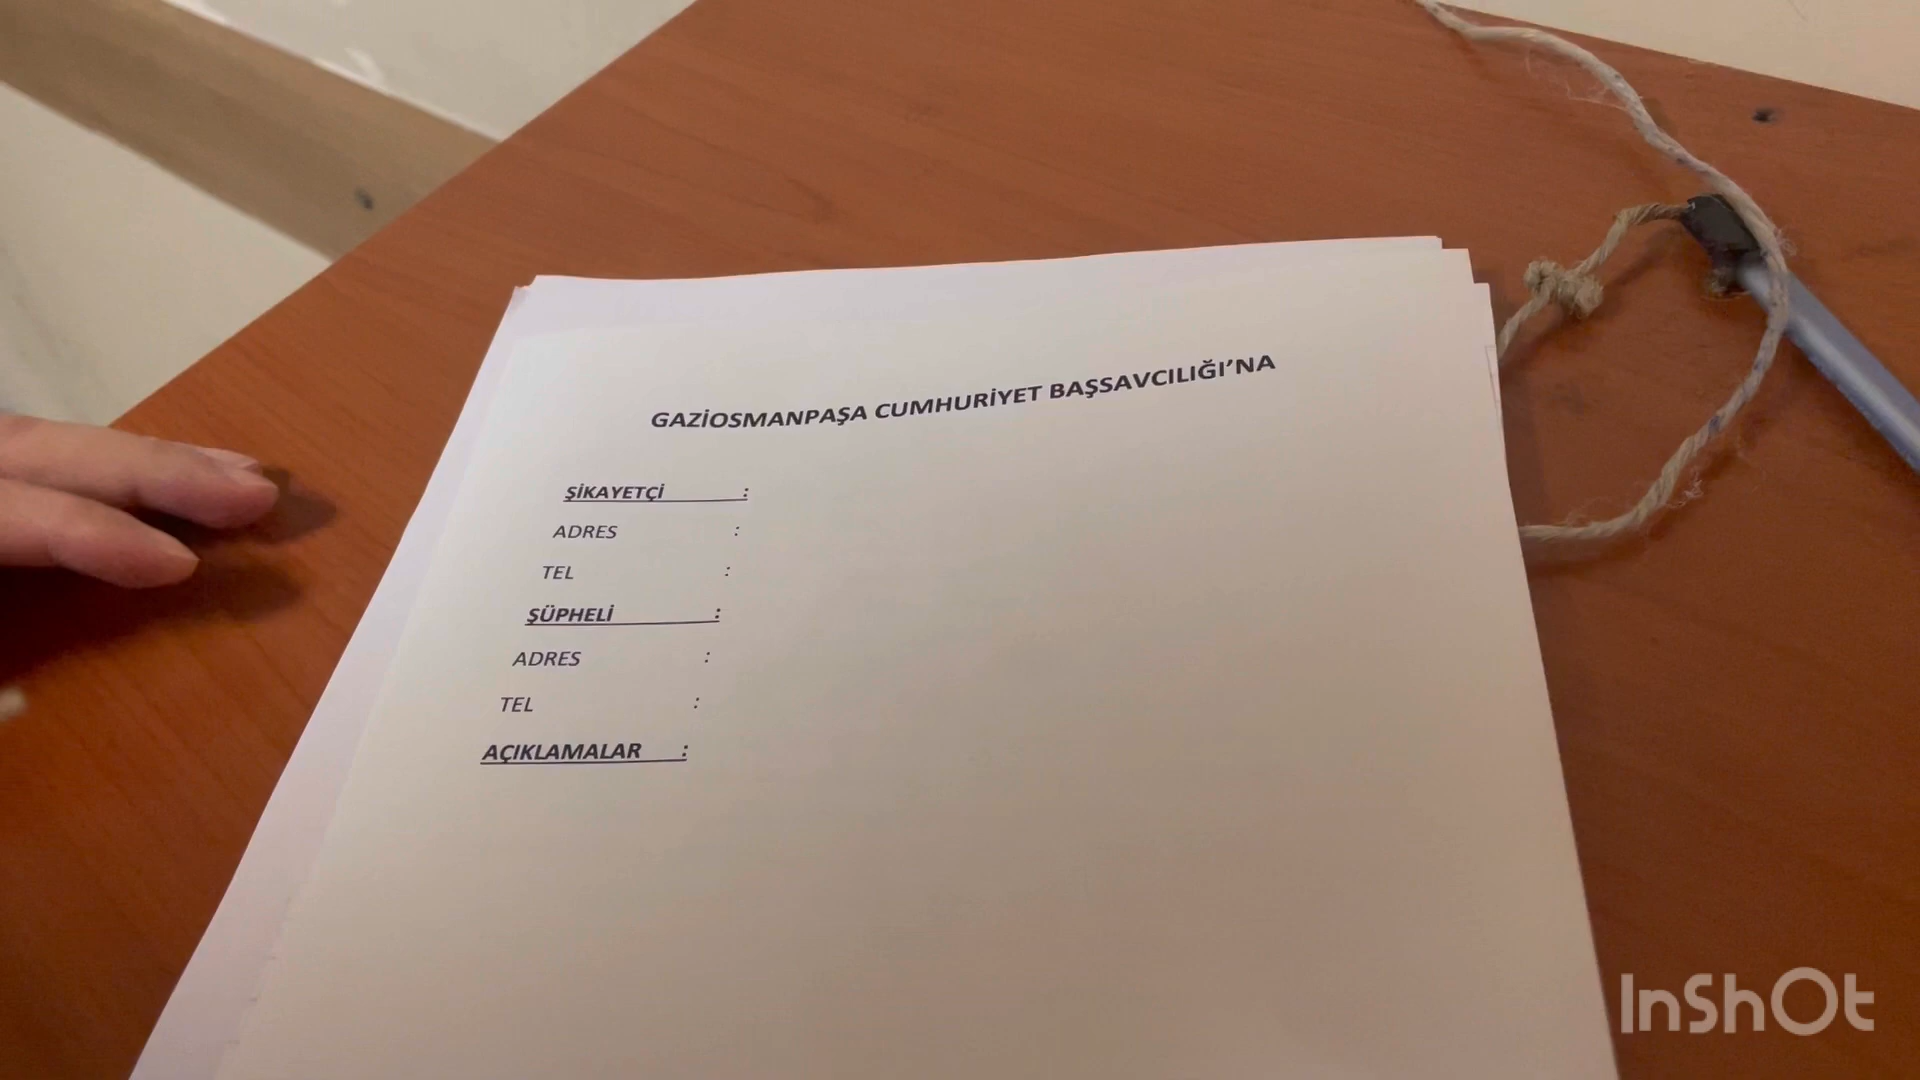 GAZİOSMANPAŞA CUMHURİYET BAŞSAVCILIĞI'NA
ŞİKAYETÇİ :
ADRES :
TEL :
ŞÜPHELİ :
ADRES :
TEL :
AÇIKLAMALAR :
InShOt